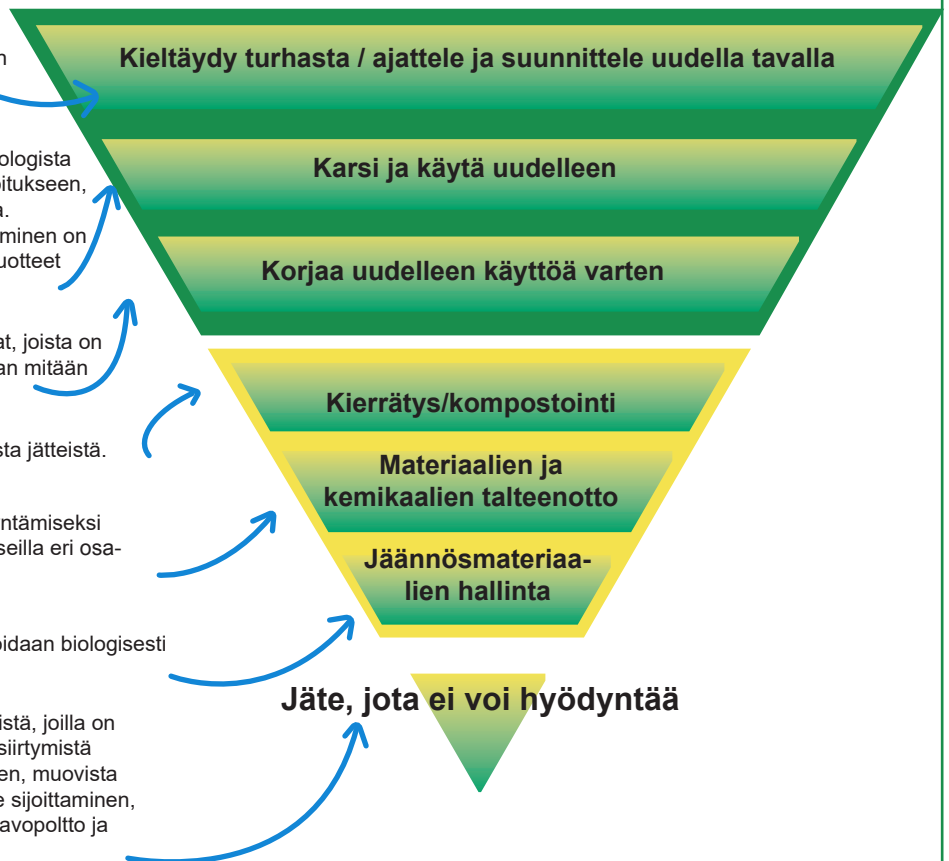 n
ologista
oitukseen,
a.
minen on
uotteet
at, joista on
an mitään
sta jätteistä.
ntämiseksi
seilla eri osa-
oidaan biologisesti
istä, joilla on
siirtymistä
en, muovista
e sijoittaminen,
avopoltto ja
Kieltäydy turhasta / ajattele ja suunnittele uudella tavalla
Karsi ja käytä uudelleen
Korjaa uudelleen käyttöä varten
Kierrätys/kompostointi
Materiaalien ja
kemikaalien talteenotto
Jäännösmateriaa-
lien hallinta
Jäte, jota ei voi hyödyntää